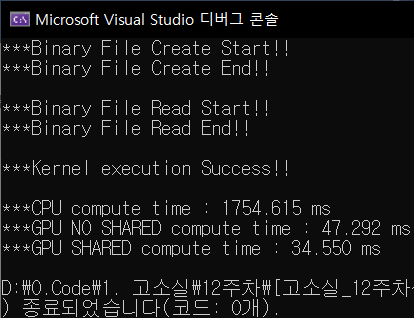 Microsoft Visual Studio 디버그 콘솔
***Binary File Create Start!!
***Binary File Create End!!
***Binary File Read Start!!
***Binary File Read End!!
***Kernel execution Success!!
***CPU compute time : 1754.615 ms
***GPU NO SHARED compute time : 47.292 ms
***GPU SHARED compute time : 34.550 ms
D:₩0.Code₩1. 고소실₩12주차₩[고소실_12주차
) 종료되었습니다(코드: 0개).